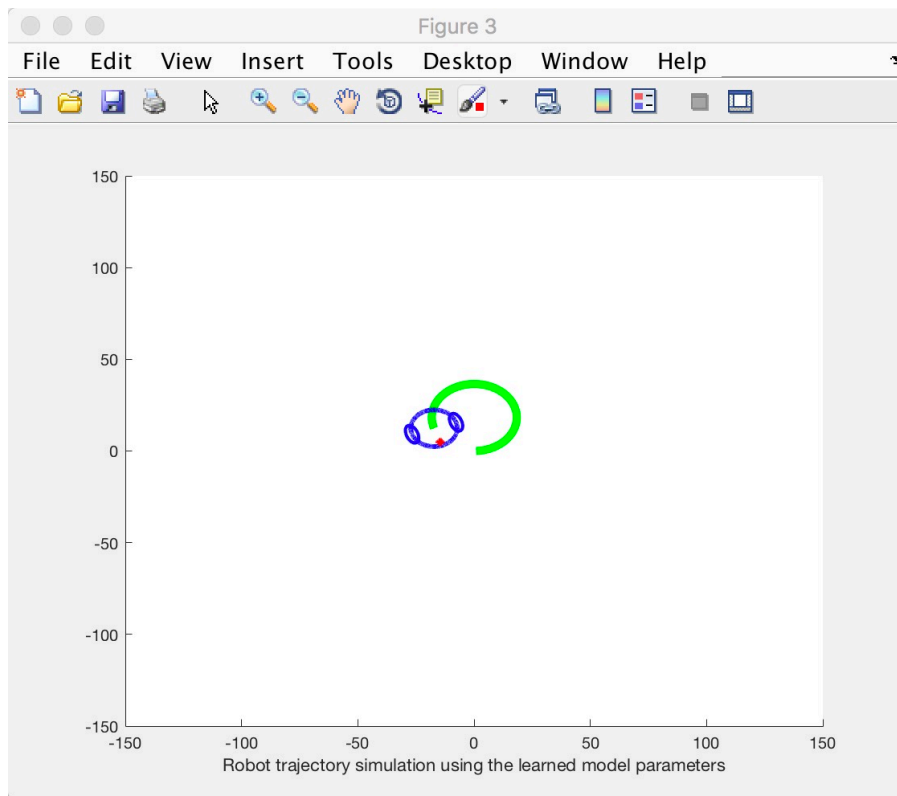 Figure 3
File Edit View Insert Tools Desktop Window Help
150
100
50
0
-50
-100
-150
-150 -100 -50 0 50 100 150
Robot trajectory simulation using the learned model parameters